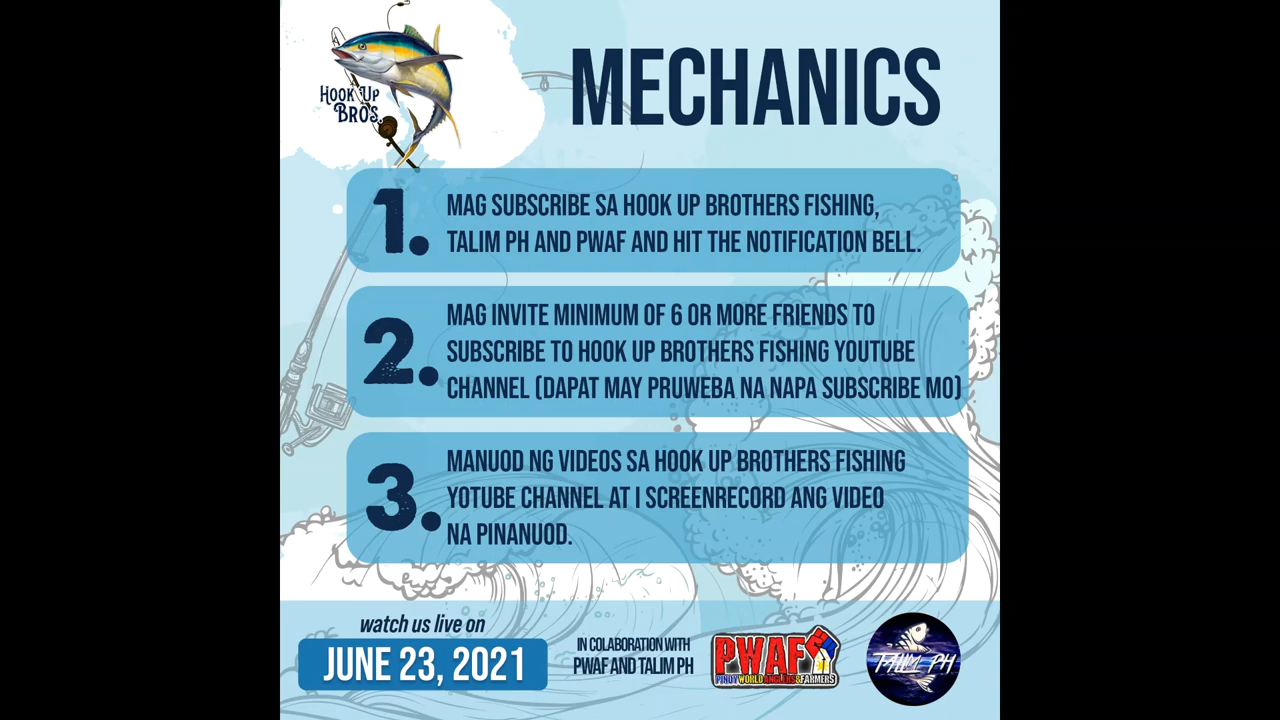 HOOK UP
BROS.
MECHANICS
1.
MAG SUBSCRIBE SA HOOK UP BROTHERS FISHING,
TALIM PH AND PWAF AND HIT THE NOTIFICATION BELL.
2.
MAG INVITE MINIMUM OF 6 OR MORE FRIENDS TO
SUBSCRIBE TO HOOK UP BROTHERS FISHING YOUTUBE
CHANNEL (DAPAT MAY PRUWEBA NA NAPA SUBSCRIBE MO)
3.
MANUOD NG VIDEOS SA HOOK UP BROTHERS FISHING
YOTUBE CHANNEL AT I SCREENRECORD ANG VIDEO
NA PINANUOD.
watch us live on
JUNE 23, 2021
IN COLABORATION WITH
PWAF AND TALIM PH
PWAF
PINOY WORLD ANGLERS & FARMERS
TALIM PH